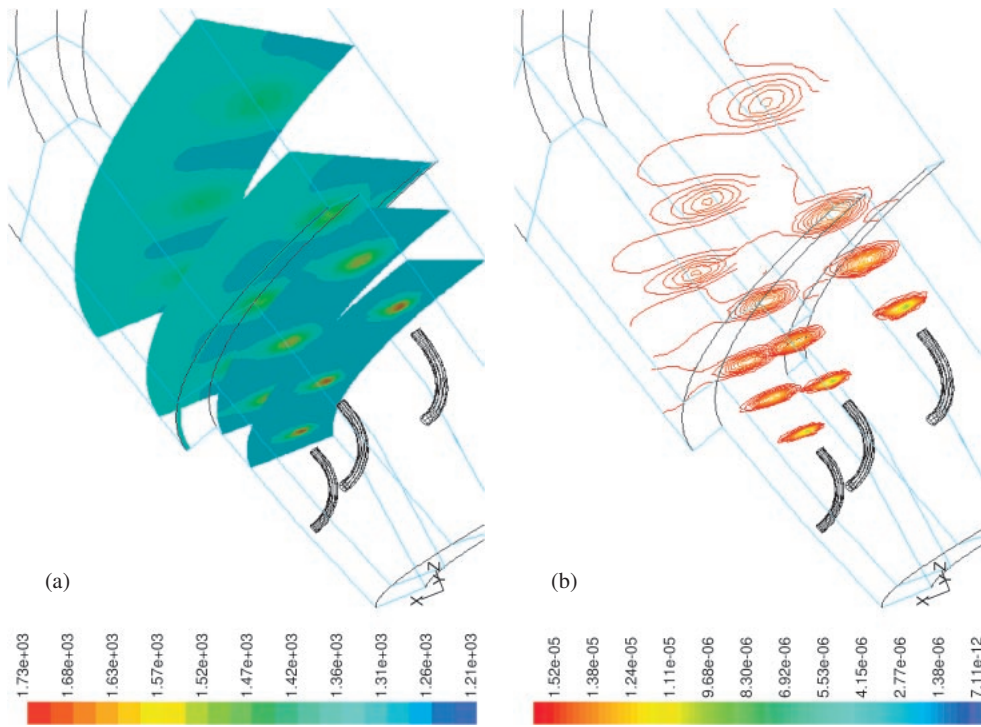 (a)
X
Y
Z
1.73e+03
1.68e+03
1.63e+03
1.57e+03
1.52e+03
1.47e+03
1.42e+03
1.36e+03
1.31e+03
1.26e+03
1.21e+03
(b)
X
Y
Z
1.52e-05
1.38e-05
1.24e-05
1.11e-05
9.68e-06
8.30e-06
6.92e-06
5.53e-06
4.15e-06
2.77e-06
1.38e-06
7.11e-12